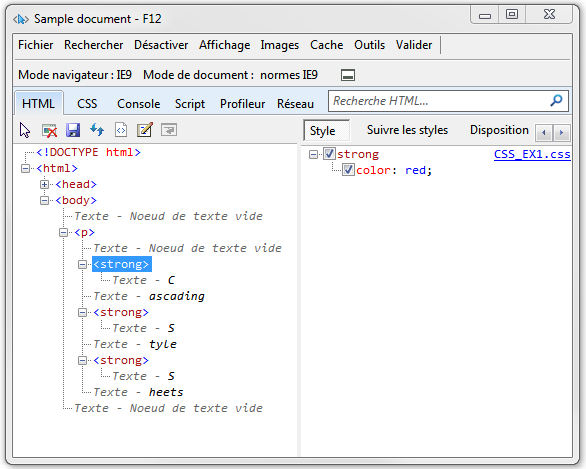 Sample document - F12
Fichier Rechercher Désactiver Affichage Images Cache Outils Valider
Mode navigateur : IE9 Mode de document : normes IE9
HTML CSS Console Script Profileur Réseau Recherche HTML...
Style Suivre les styles Disposition
<!DOCTYPE html>
<html>
<head>
<body>
Texte - Noeud de texte vide
<p>
Texte - Noeud de texte vide
<strong>
Texte - C
Texte - ascading
<strong>
Texte - S
Texte - tyle
<strong>
Texte - S
Texte - heets
Texte - Noeud de texte vide
strong CSS_EX1.css
color: red;